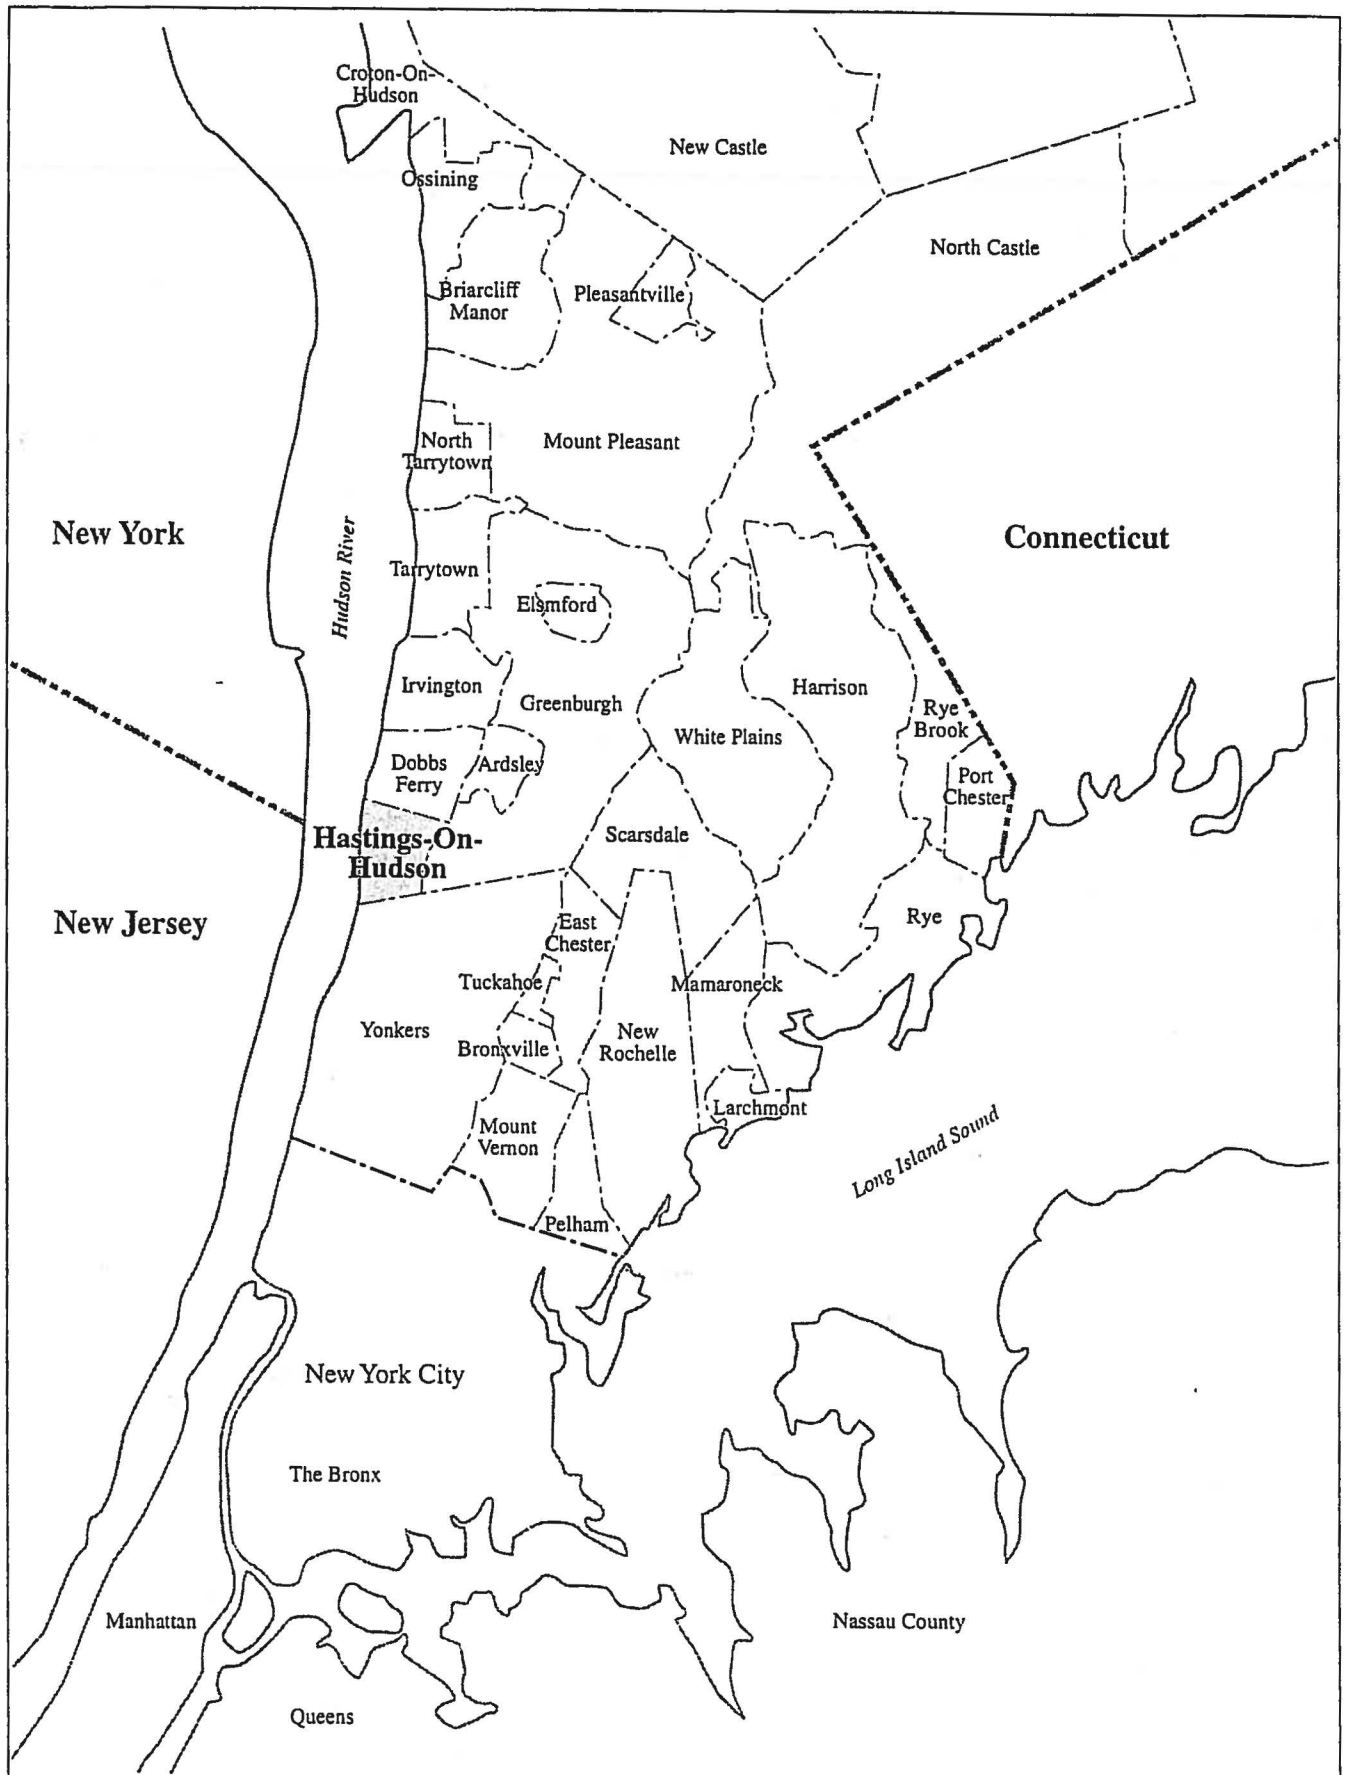 Croton-On-
Hudson
New Castle
Ossining
North Castle
Briarcliff
Manor
Pleasantville
North
Tarrytown
Mount Pleasant
New York
Hudson River
Connecticut
Tarrytown
Elsmford
Irvington
Greenburgh
Harrison
Rye
Brook
White Plains
Dobbs
Ferry
Ardsley
Port
Chester
Hastings-On-
Hudson
Scarsdale
New Jersey
East
Chester
Rye
Tuckahoe
Mamaroneck
Yonkers
New
Rochelle
Bronxville
Larchmont
Mount
Vernon
Long Island Sound
Pelham
New York City
The Bronx
Manhattan
Nassau County
Queens